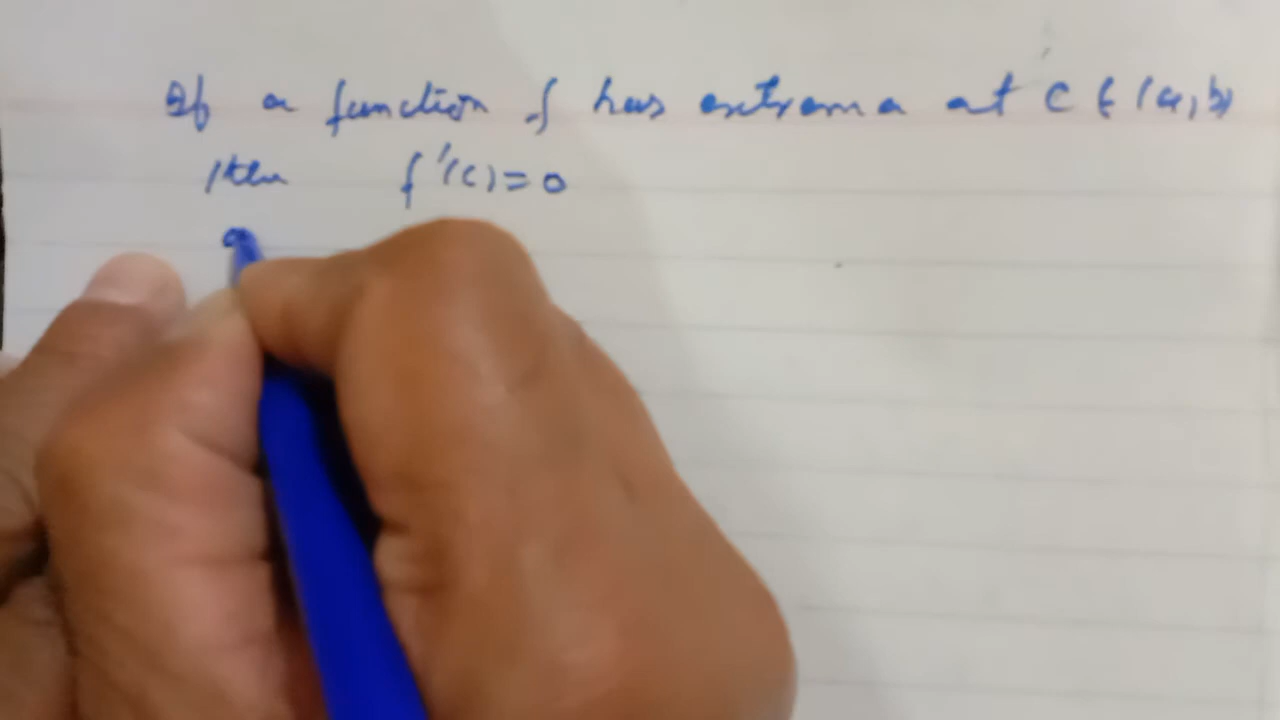 If a function f has extrema at c ∈ (a,b)
then f'(c)=0